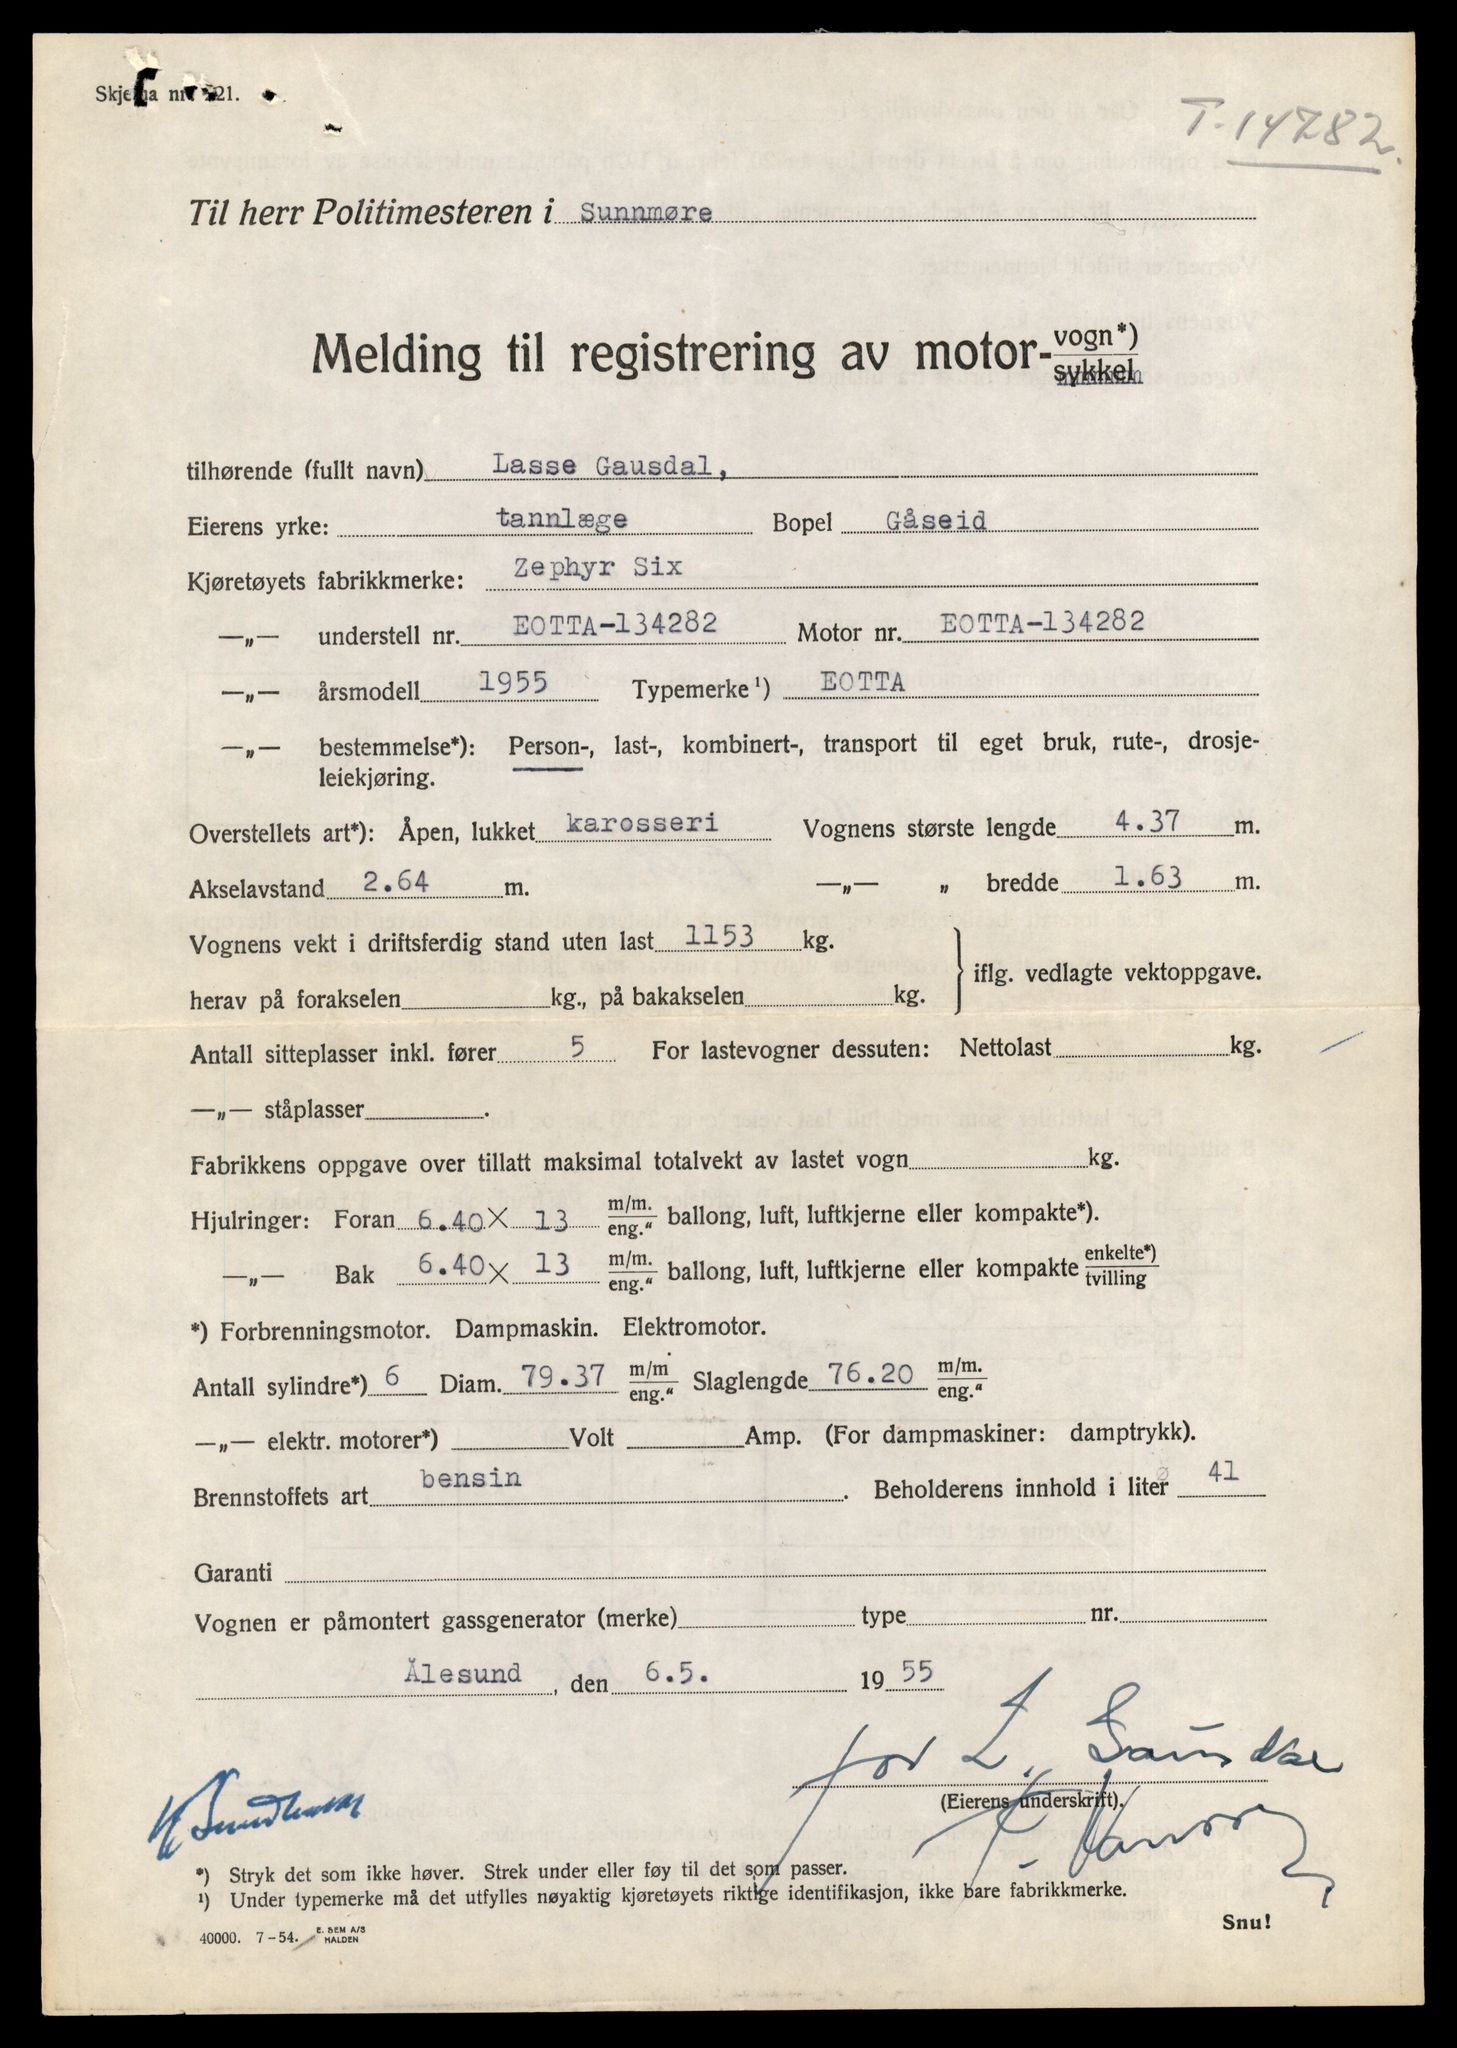 T-14282.
Til herr Politimesteren i Sunnmøre
Melding til registrering av motor- vogn*) sykkel
tilhørende (fullt navn) Lasse Gausdal,
Eierens yrke: tannlæge Bopel Gåseid
Kjøretøyets fabrikkmerke: Zephyr Six
—„— understell nr. EOTTA-134282 Motor nr. EOTTA-134282
—„— årsmodell 1955 Typemerke¹) EOTTA
—„— bestemmelse*): Person-, last-, kombinert-, transport til eget bruk, rute-, drosje-
leiekjøring.
Overstellets art*): Åpen, lukket karosseri Vognens største lengde 4.37 m.
Akselavstand 2.64 m. —„— „ bredde 1.63 m.
Vognens vekt i driftsferdig stand uten last 1153 kg.
herav på forakselen kg., på bakakselen kg. iflg. vedlagte vektoppgave.
Antall sitteplasser inkl. fører 5 For lastevogner dessuten: Nettolast kg.
—„— ståplasser .
Fabrikkens oppgave over tillatt maksimal totalvekt av lastet vogn kg.
Hjulringer: Foran 6.40 × 13 m/m. eng.“ ballong, luft, luftkjerne eller kompakte*).
—„— Bak 6.40 × 13 m/m. eng.“ ballong, luft, luftkjerne eller kompakte enkelte*) tvilling
*) Forbrenningsmotor. Dampmaskin. Elektromotor.
Antall sylindre*) 6 Diam. 79.37 m/m eng.“ Slaglengde 76.20 m/m. eng.“
—„— elektr. motorer*) Volt Amp. (For dampmaskiner: damptrykk).
Brennstoffets art bensin . Beholderens innhold i liter 41
Garanti
Vognen er påmontert gassgenerator (merke) type nr.
Ålesund , den 6.5. 19 55
for L. Gausdal
(Eierens underskrift).
*) Stryk det som ikke høver. Strek under eller føy til det som passer.
¹) Under typemerke må det utfylles nøyaktig kjøretøyets riktige identifikasjon, ikke bare fabrikkmerke.
Snu!
40000. 7-54. E. SEM A/S HALDEN